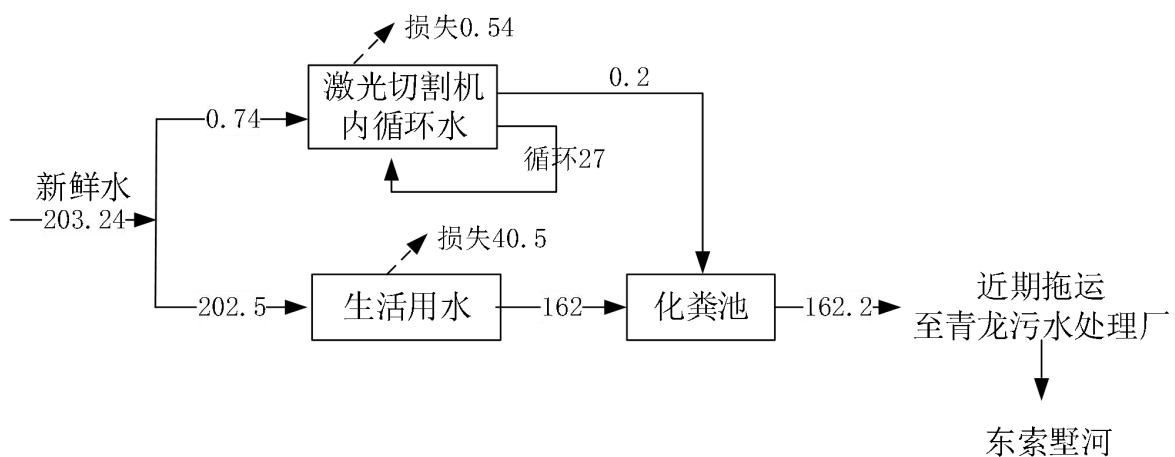 损失0.54
激光切割机
内循环水
0.2
0.74
循环27
新鲜水
203.24
损失40.5
202.5
生活用水
162
化粪池
162.2
近期拖运
至青龙污水处理厂
东索墅河